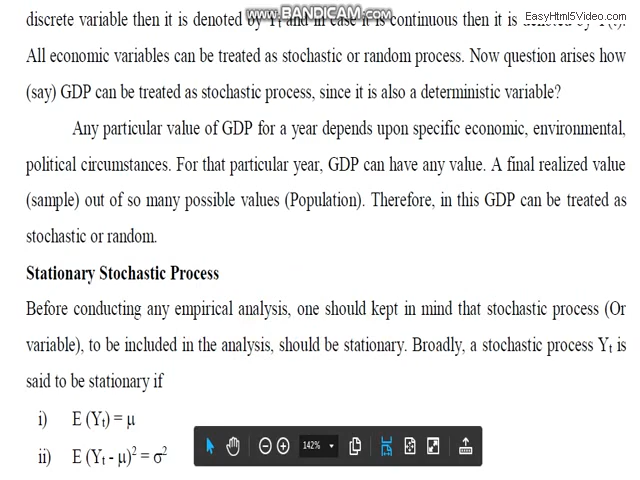 www.BANDICAM.com
EasyHtml5Video.com
discrete variable then it is denoted by Yt and in case it is continuous then it is denoted by Y(t).
All economic variables can be treated as stochastic or random process. Now question arises how
(say) GDP can be treated as stochastic process, since it is also a deterministic variable?
Any particular value of GDP for a year depends upon specific economic, environmental,
political circumstances. For that particular year, GDP can have any value. A final realized value
(sample) out of so many possible values (Population). Therefore, in this GDP can be treated as
stochastic or random.
Stationary Stochastic Process
Before conducting any empirical analysis, one should kept in mind that stochastic process (Or
variable), to be included in the analysis, should be stationary. Broadly, a stochastic process Yt is
said to be stationary if
i) E (Yt) = μ
ii) E (Yt - μ)² = σ²
142%